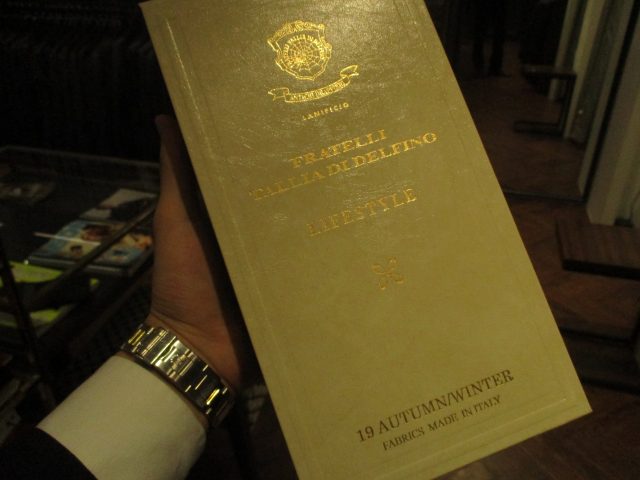 LANIFICIO
FRATELLI
TALLIA DI DELFINO
LIFESTYLE
19 AUTUMN/WINTER
FABRICS MADE IN ITALY